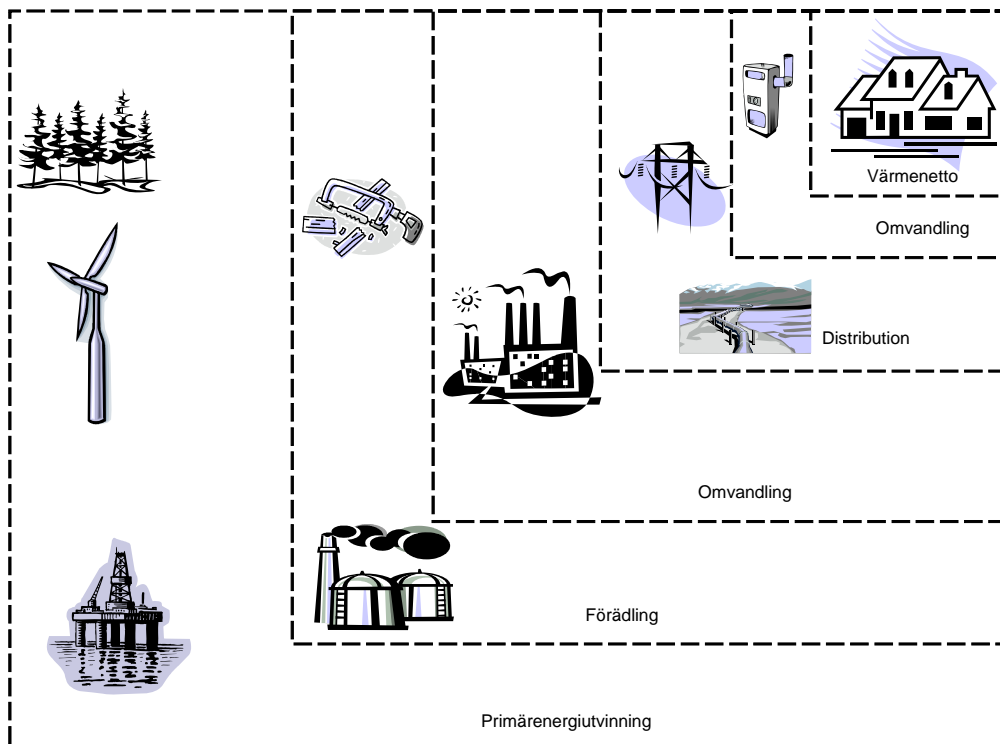 Värmenetto
Omvandling
Distribution
Omvandling
Förädling
Primärenergiutvinning